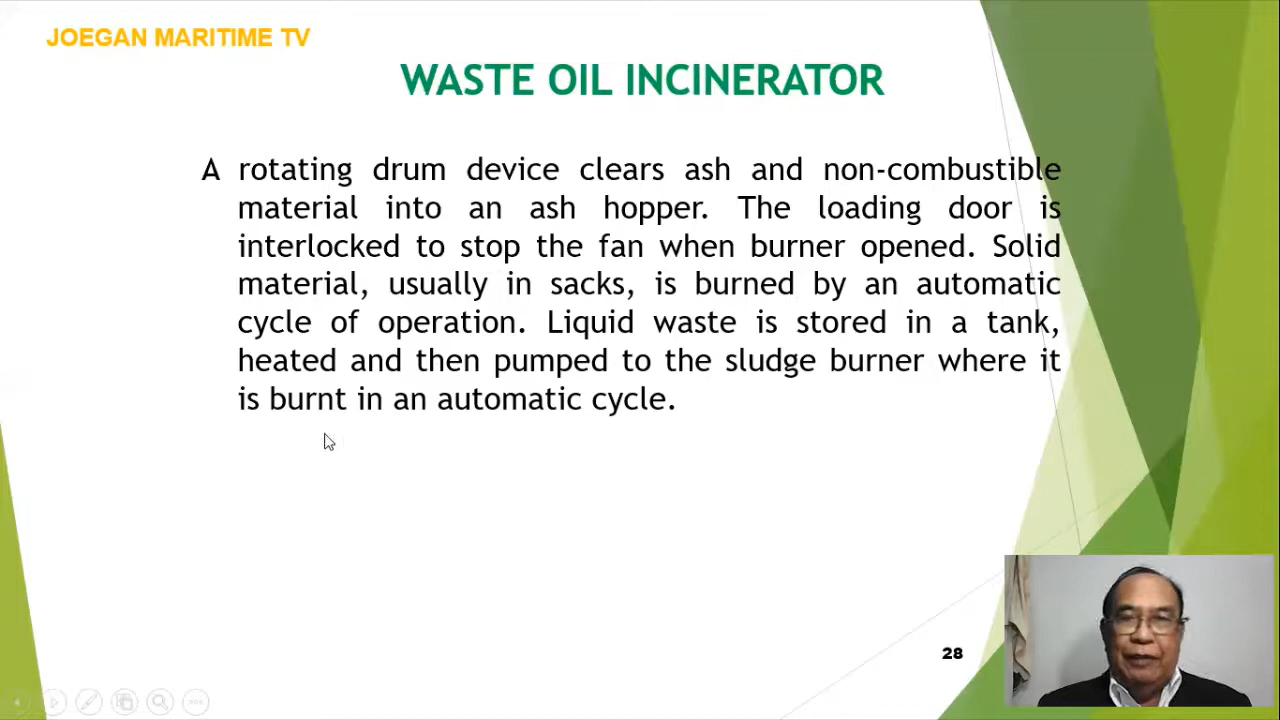 JOEGAN MARITIME TV
WASTE OIL INCINERATOR
A rotating drum device clears ash and non-combustible
material into an ash hopper. The loading door is
interlocked to stop the fan when burner opened. Solid
material, usually in sacks, is burned by an automatic
cycle of operation. Liquid waste is stored in a tank,
heated and then pumped to the sludge burner where it
is burnt in an automatic cycle.
28